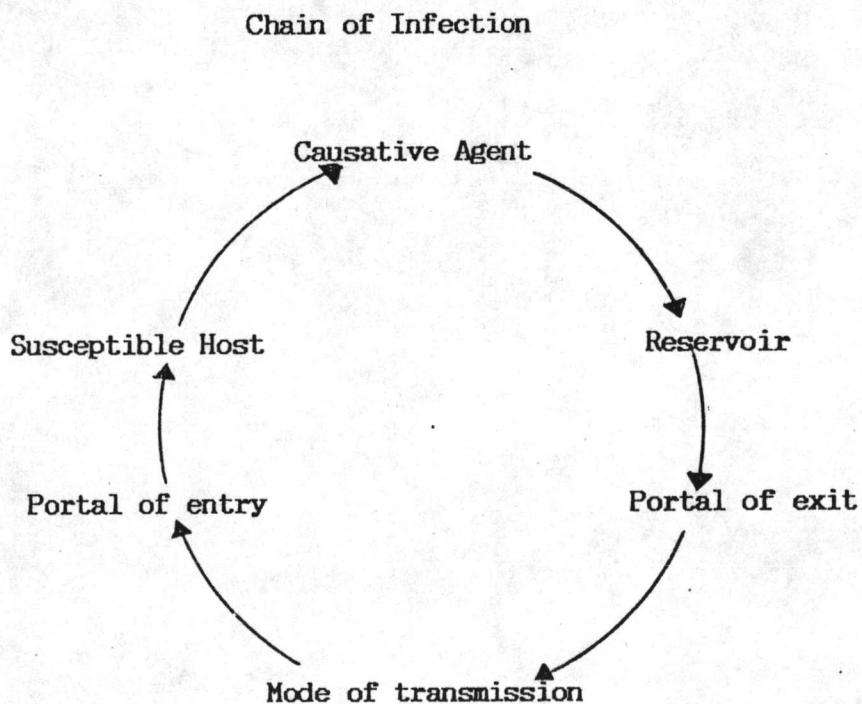 Chain of Infection
Causative Agent
Susceptible Host
Reservoir
Portal of entry
Portal of exit
Mode of transmission